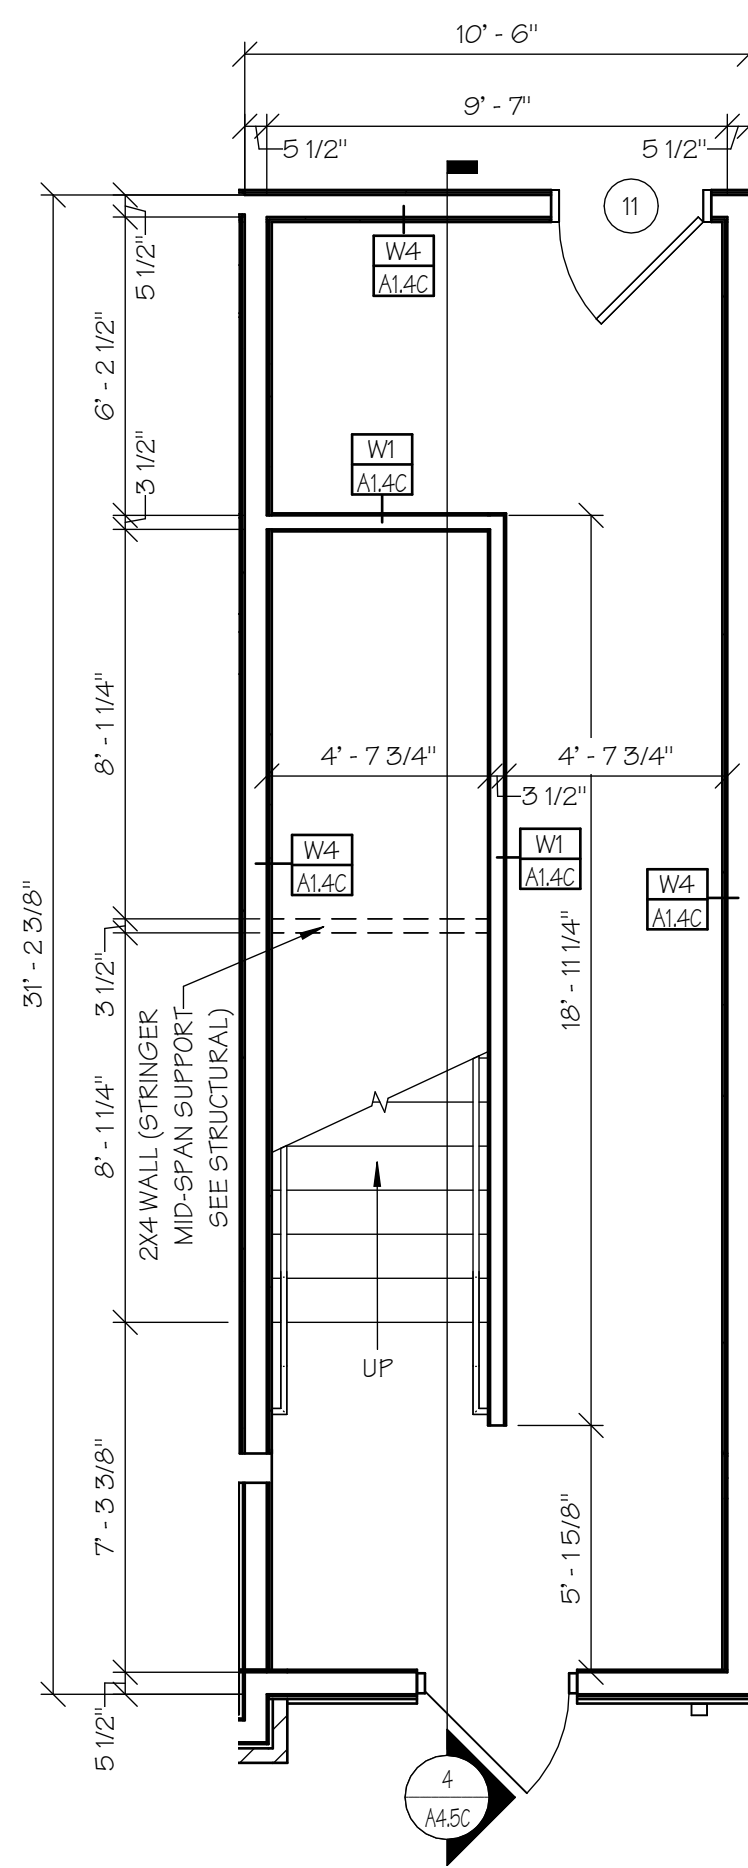 10' - 6"
9' - 7"
5 1/2"
5 1/2"
11
W4
A1.4C
5 1/2"
6' - 2 1/2"
3 1/2"
W1
A1.4C
8' - 1 1/4"
4' - 7 3/4"
4' - 7 3/4"
3 1/2"
W4
A1.4C
W1
A1.4C
W4
A1.4C
31' - 2 3/8"
3 1/2"
18' - 11 1/4"
2X4 WALL (STRINGER
MID-SPAN SUPPORT
SEE STRUCTURAL)
8' - 1 1/4"
UP
7' - 3 3/8"
5' - 1 5/8"
5 1/2"
4
A4.5C